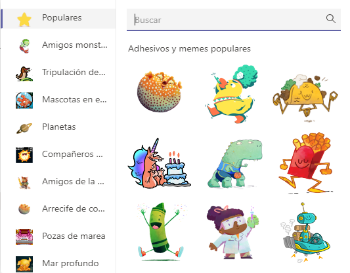 Populares
Amigos monst...
Tripulación de...
Mascotas en e...
Planetas
Compañeros ...
Amigos de la ...
Arrecife de co...
Pozas de marea
Mar profundo
Buscar
Adhesivos y memes populares